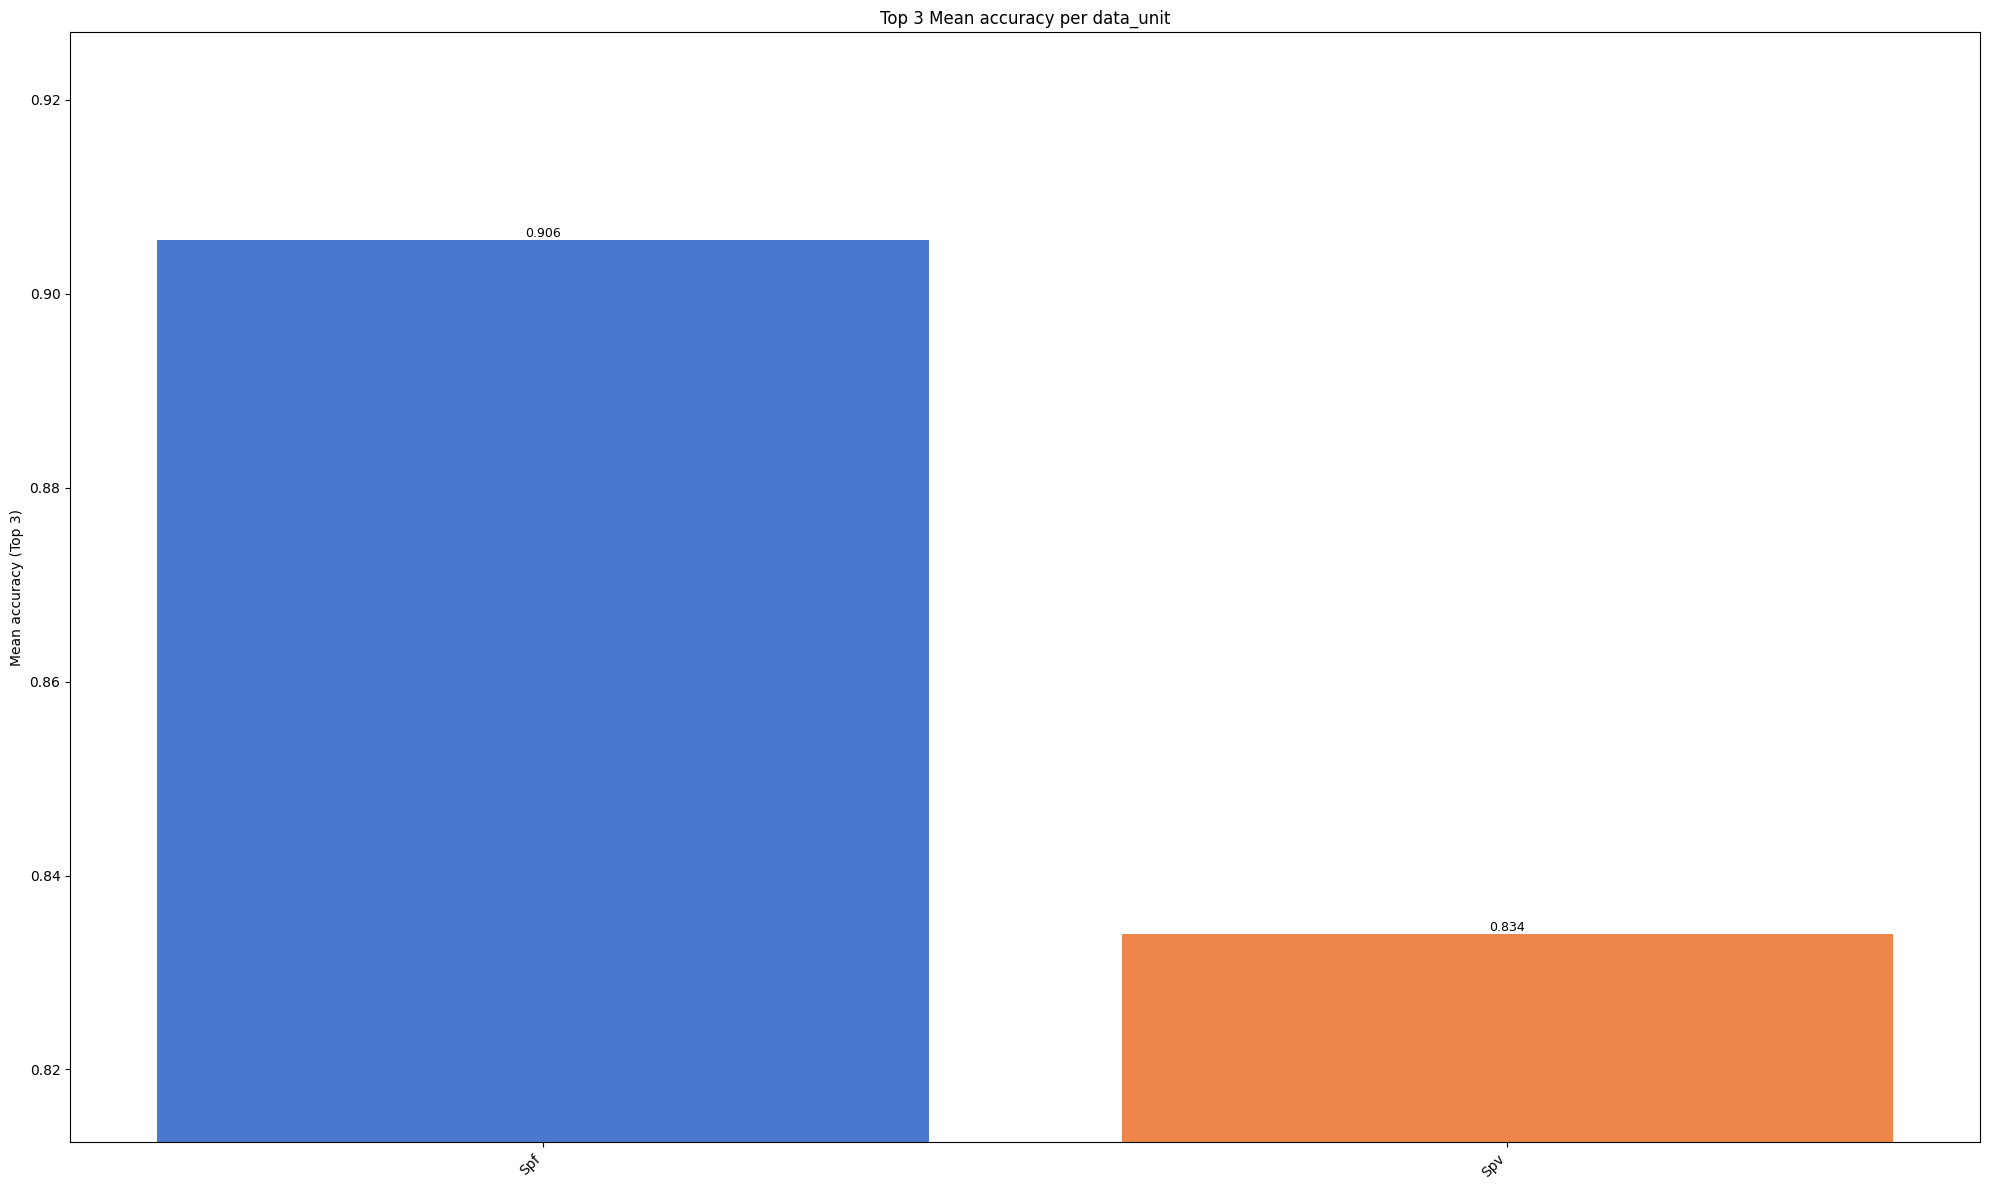 Top 3 Mean accuracy per data_unit
Mean accuracy (Top 3)
0.92
0.90
0.88
0.86
0.84
0.82
0.906
0.834
Spf
Spv